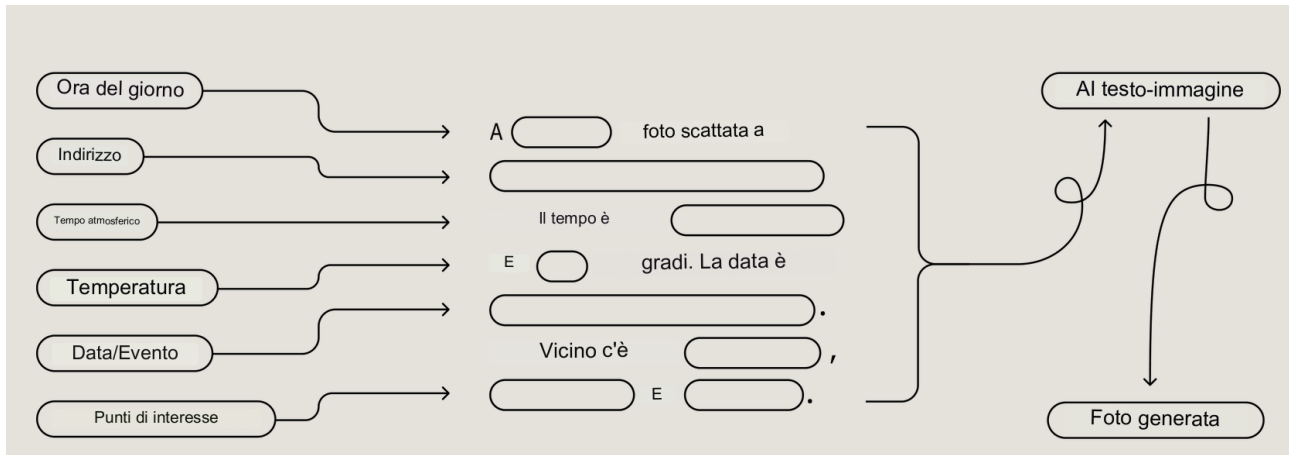 Ora del giorno
Indirizzo
Tempo atmosferico
Temperatura
Data/Evento
Punti di interesse
A foto scattata a
Il tempo è
E gradi. La data è
.
Vicino c'è ,
E .
AI testo-immagine
Foto generata